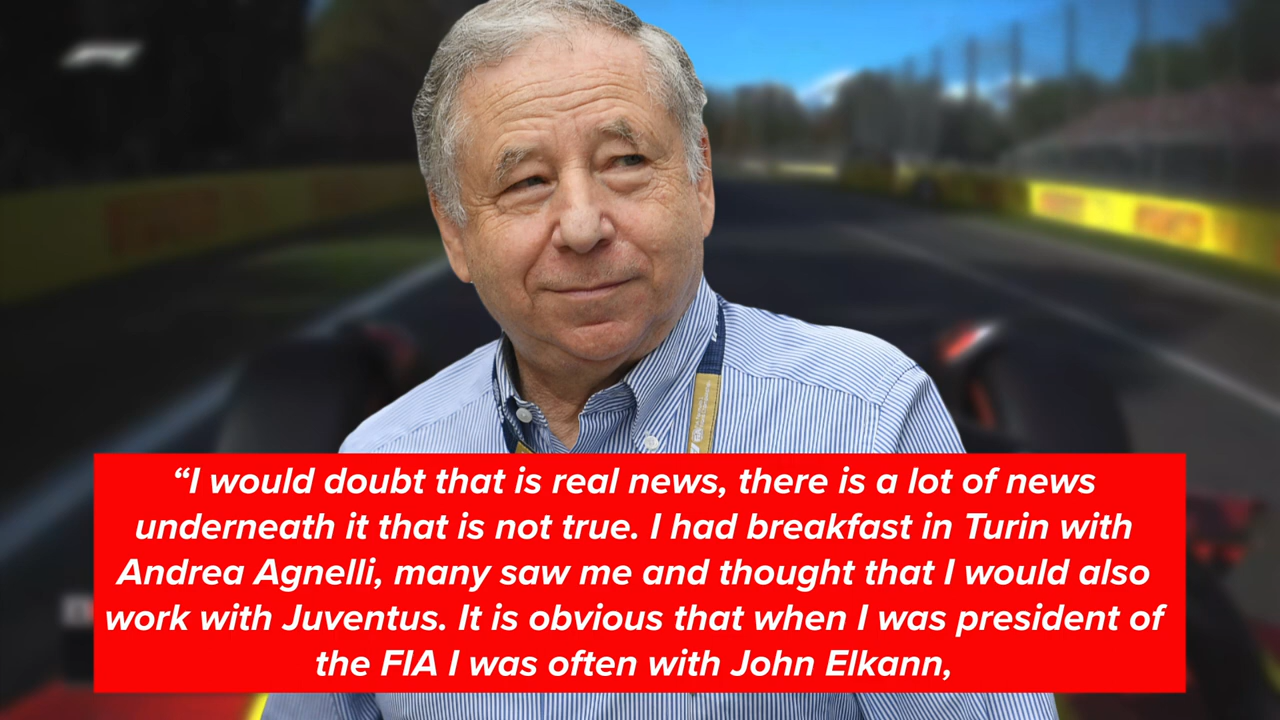 “I would doubt that is real news, there is a lot of news
underneath it that is not true. I had breakfast in Turin with
Andrea Agnelli, many saw me and thought that I would also
work with Juventus. It is obvious that when I was president of
the FIA I was often with John Elkann,